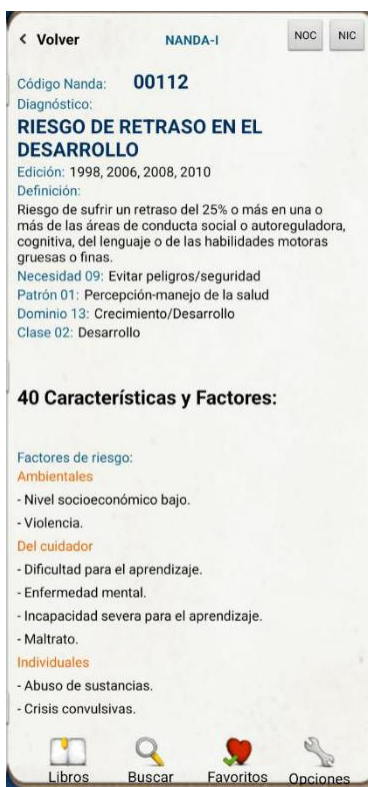 Volver NANDA-I NOC NIC
Código Nanda: 00112
Diagnóstico:
RIESGO DE RETRASO EN EL
DESARROLLO
Edición: 1998, 2006, 2008, 2010
Definición:
Riesgo de sufrir un retraso del 25% o más en una o
más de las áreas de conducta social o autoreguladora,
cognitiva, del lenguaje o de las habilidades motoras
gruesas o finas.
Necesidad 09: Evitar peligros/seguridad
Patrón 01: Percepción-manejo de la salud
Dominio 13: Crecimiento/Desarrollo
Clase 02: Desarrollo
40 Características y Factores:
Factores de riesgo:
Ambientales
- Nivel socioeconómico bajo.
- Violencia.
Del cuidador
- Dificultad para el aprendizaje.
- Enfermedad mental.
- Incapacidad severa para el aprendizaje.
- Maltrato.
Individuales
- Abuso de sustancias.
- Crisis convulsivas.
Libros Buscar Favoritos Opciones